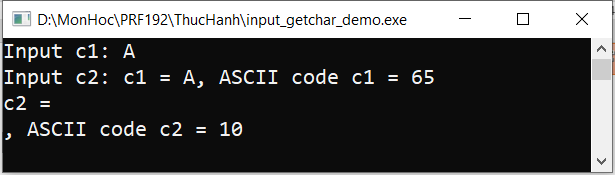 D:\MonHoc\PRF192\ThucHanh\input_getchar_demo.exe
Input c1: A
Input c2: c1 = A, ASCII code c1 = 65
c2 =
, ASCII code c2 = 10